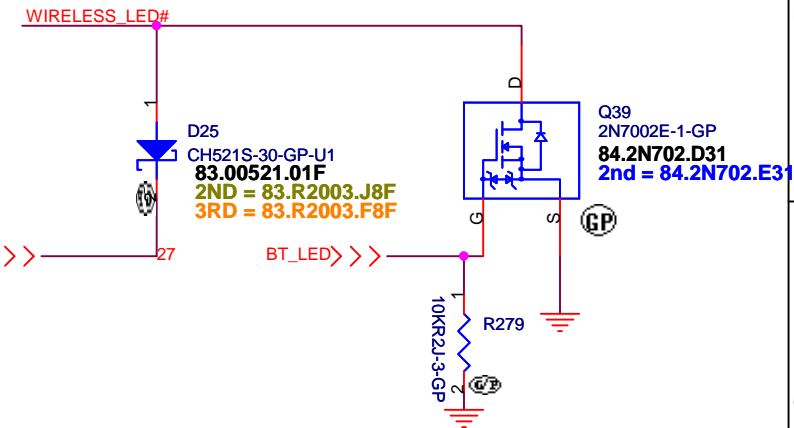 WIRELESS_LED#
1
D25
CH521S-30-GP-U1
83.00521.01F
2ND = 83.R2003.J8F
3RD = 83.R2003.F8F
2
27
D
Q39
2N7002E-1-GP
84.2N702.D31
2nd = 84.2N702.E31
G
S
GP
BT_LED
1
R279
10KR2J-3-GP
2
G/P